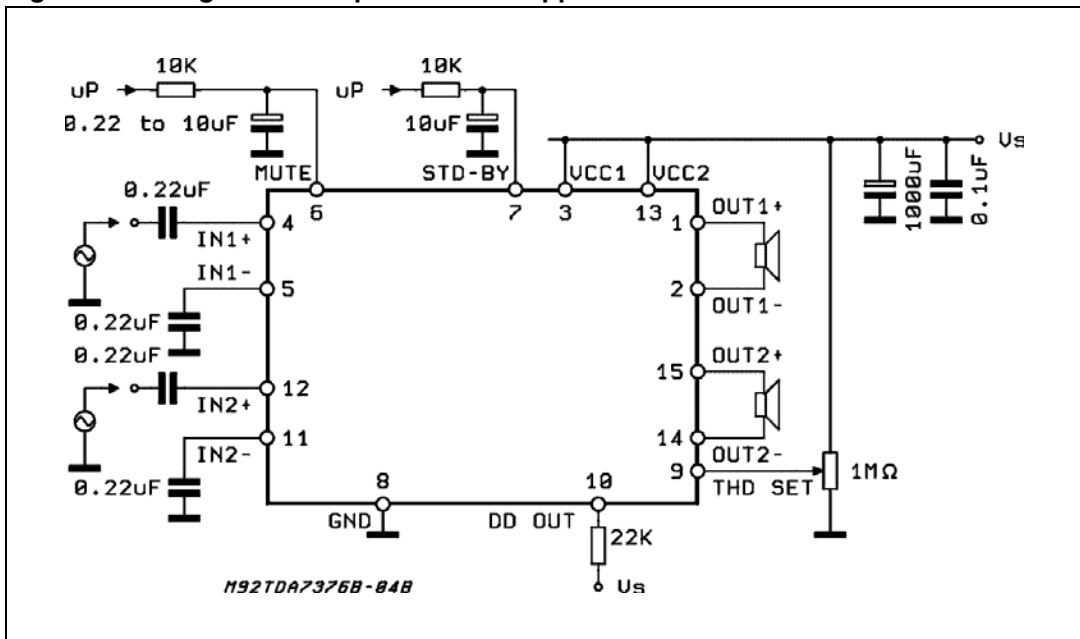 10K
10K
uP
uP
0.22 to 10uF
10uF
Vs
MUTE
STD-BY
VCC1
VCC2
1000uF
0.1uF
0.22uF
6
7
3
13
4
1
OUT1+
IN1+
IN1-
5
2
OUT1-
0.22uF
0.22uF
15
OUT2+
12
IN2+
11
14
OUT2-
IN2-
9
THD SET
1MΩ
0.22uF
8
10
GND
DD OUT
22K
M92TDA7376B-04B
Vs